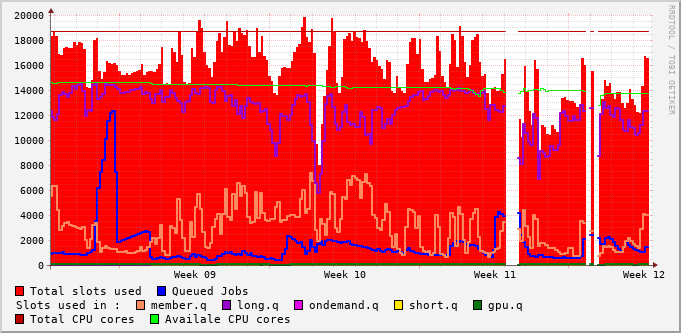 20000
18000
16000
14000
12000
10000
8000
6000
4000
2000
0
Week 09 Week 10 Week 11 Week 12
RRDTOOL / TOBI OETIKER
Total slots used Queued Jobs
Slots used in : member.q long.q ondemand.q short.q gpu.q
Total CPU cores Availale CPU cores